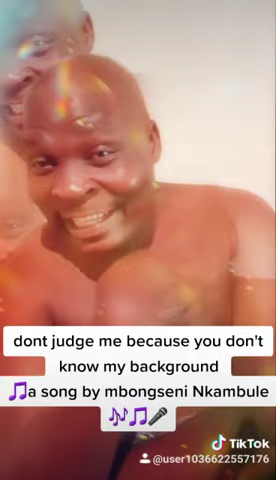 dont judge me because you don't
know my background
🎵a song by mbongseni Nkambule
🎶🎵🎤
TikTok
@user1036622557176